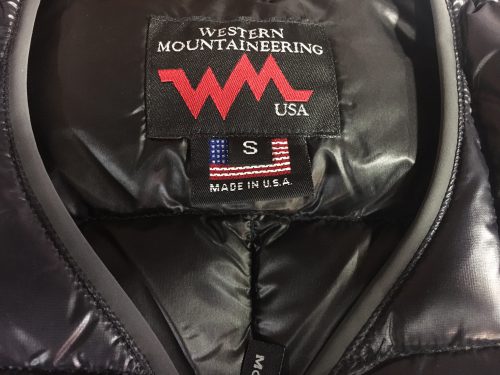 WESTERN
MOUNTAINEERING
WM
USA
S
MADE IN U.S.A.